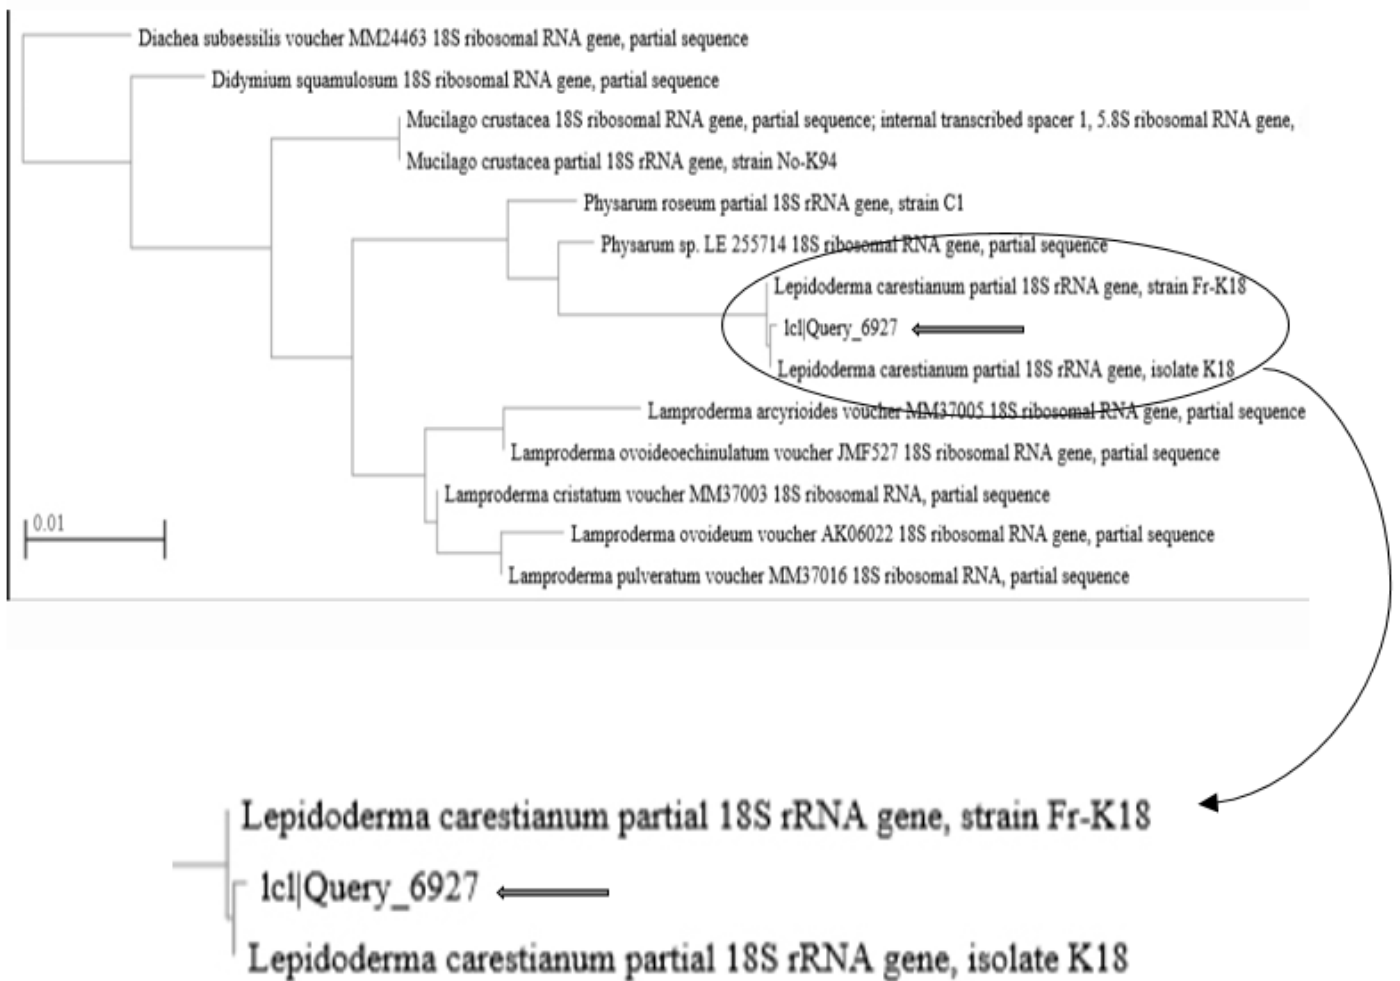 Diachea subsessilis voucher MM24463 18S ribosomal RNA gene, partial sequence
Didymium squamulosum 18S ribosomal RNA gene, partial sequence
Mucilago crustacea 18S ribosomal RNA gene, partial sequence; internal transcribed spacer 1, 5.8S ribosomal RNA gene,
Mucilago crustacea partial 18S rRNA gene, strain No-K94
Physarum roseum partial 18S rRNA gene, strain C1
Physarum sp. LE 255714 18S ribosomal RNA gene, partial sequence
Lepidoderma carestianum partial 18S rRNA gene, strain Fr-K18
lcl|Query_6927
Lepidoderma carestianum partial 18S rRNA gene, isolate K18
Lamproderma arcyrioides voucher MM37005 18S ribosomal RNA gene, partial sequence
Lamproderma ovoideoechinulatum voucher JMF527 18S ribosomal RNA gene, partial sequence
Lamproderma cristatum voucher MM37003 18S ribosomal RNA, partial sequence
0.01
Lamproderma ovoideum voucher AK06022 18S ribosomal RNA gene, partial sequence
Lamproderma pulveratum voucher MM37016 18S ribosomal RNA, partial sequence
Lepidoderma carestianum partial 18S rRNA gene, strain Fr-K18
lcl|Query_6927
Lepidoderma carestianum partial 18S rRNA gene, isolate K18